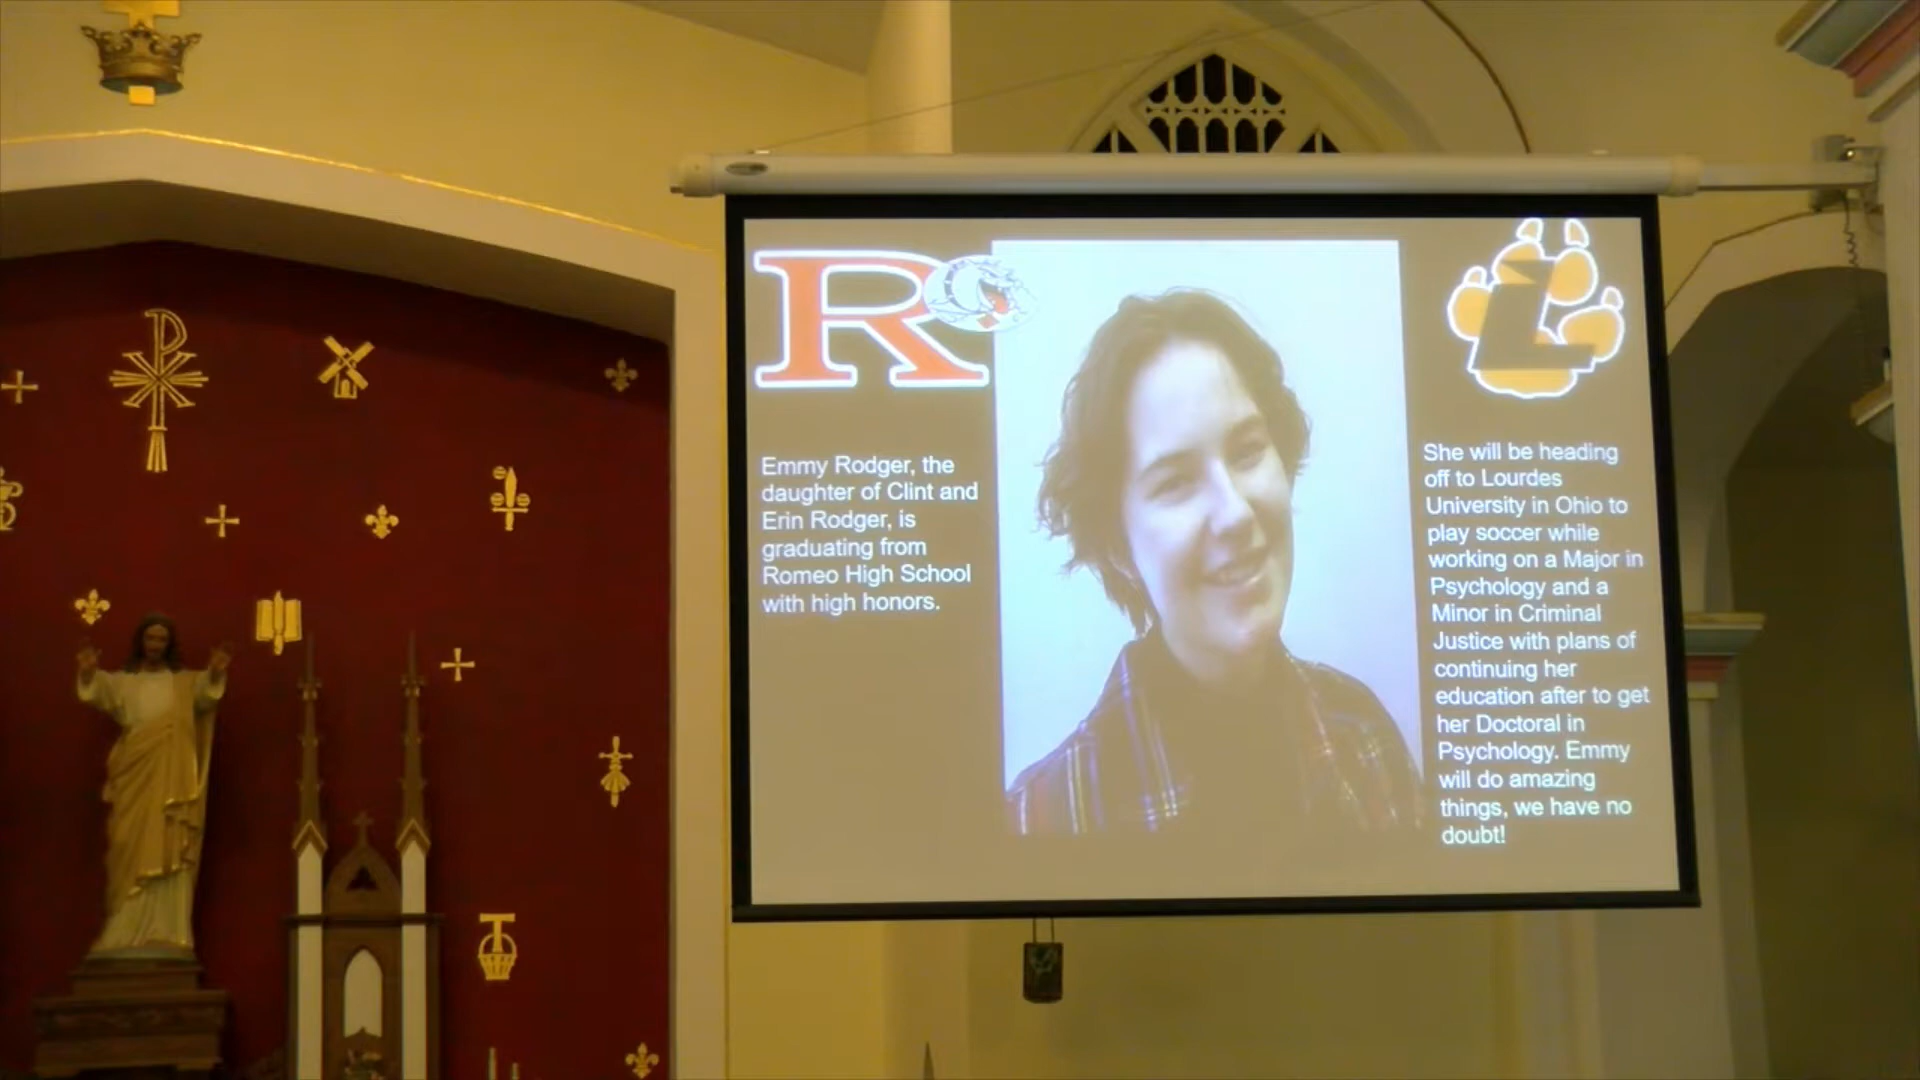 R
L
Emmy Rodger, the
daughter of Clint and
Erin Rodger, is
graduating from
Romeo High School
with high honors.
She will be heading
off to Lourdes
University in Ohio to
play soccer while
working on a Major in
Psychology and a
Minor in Criminal
Justice with plans of
continuing her
education after to get
her Doctoral in
Psychology. Emmy
will do amazing
things, we have no
doubt!